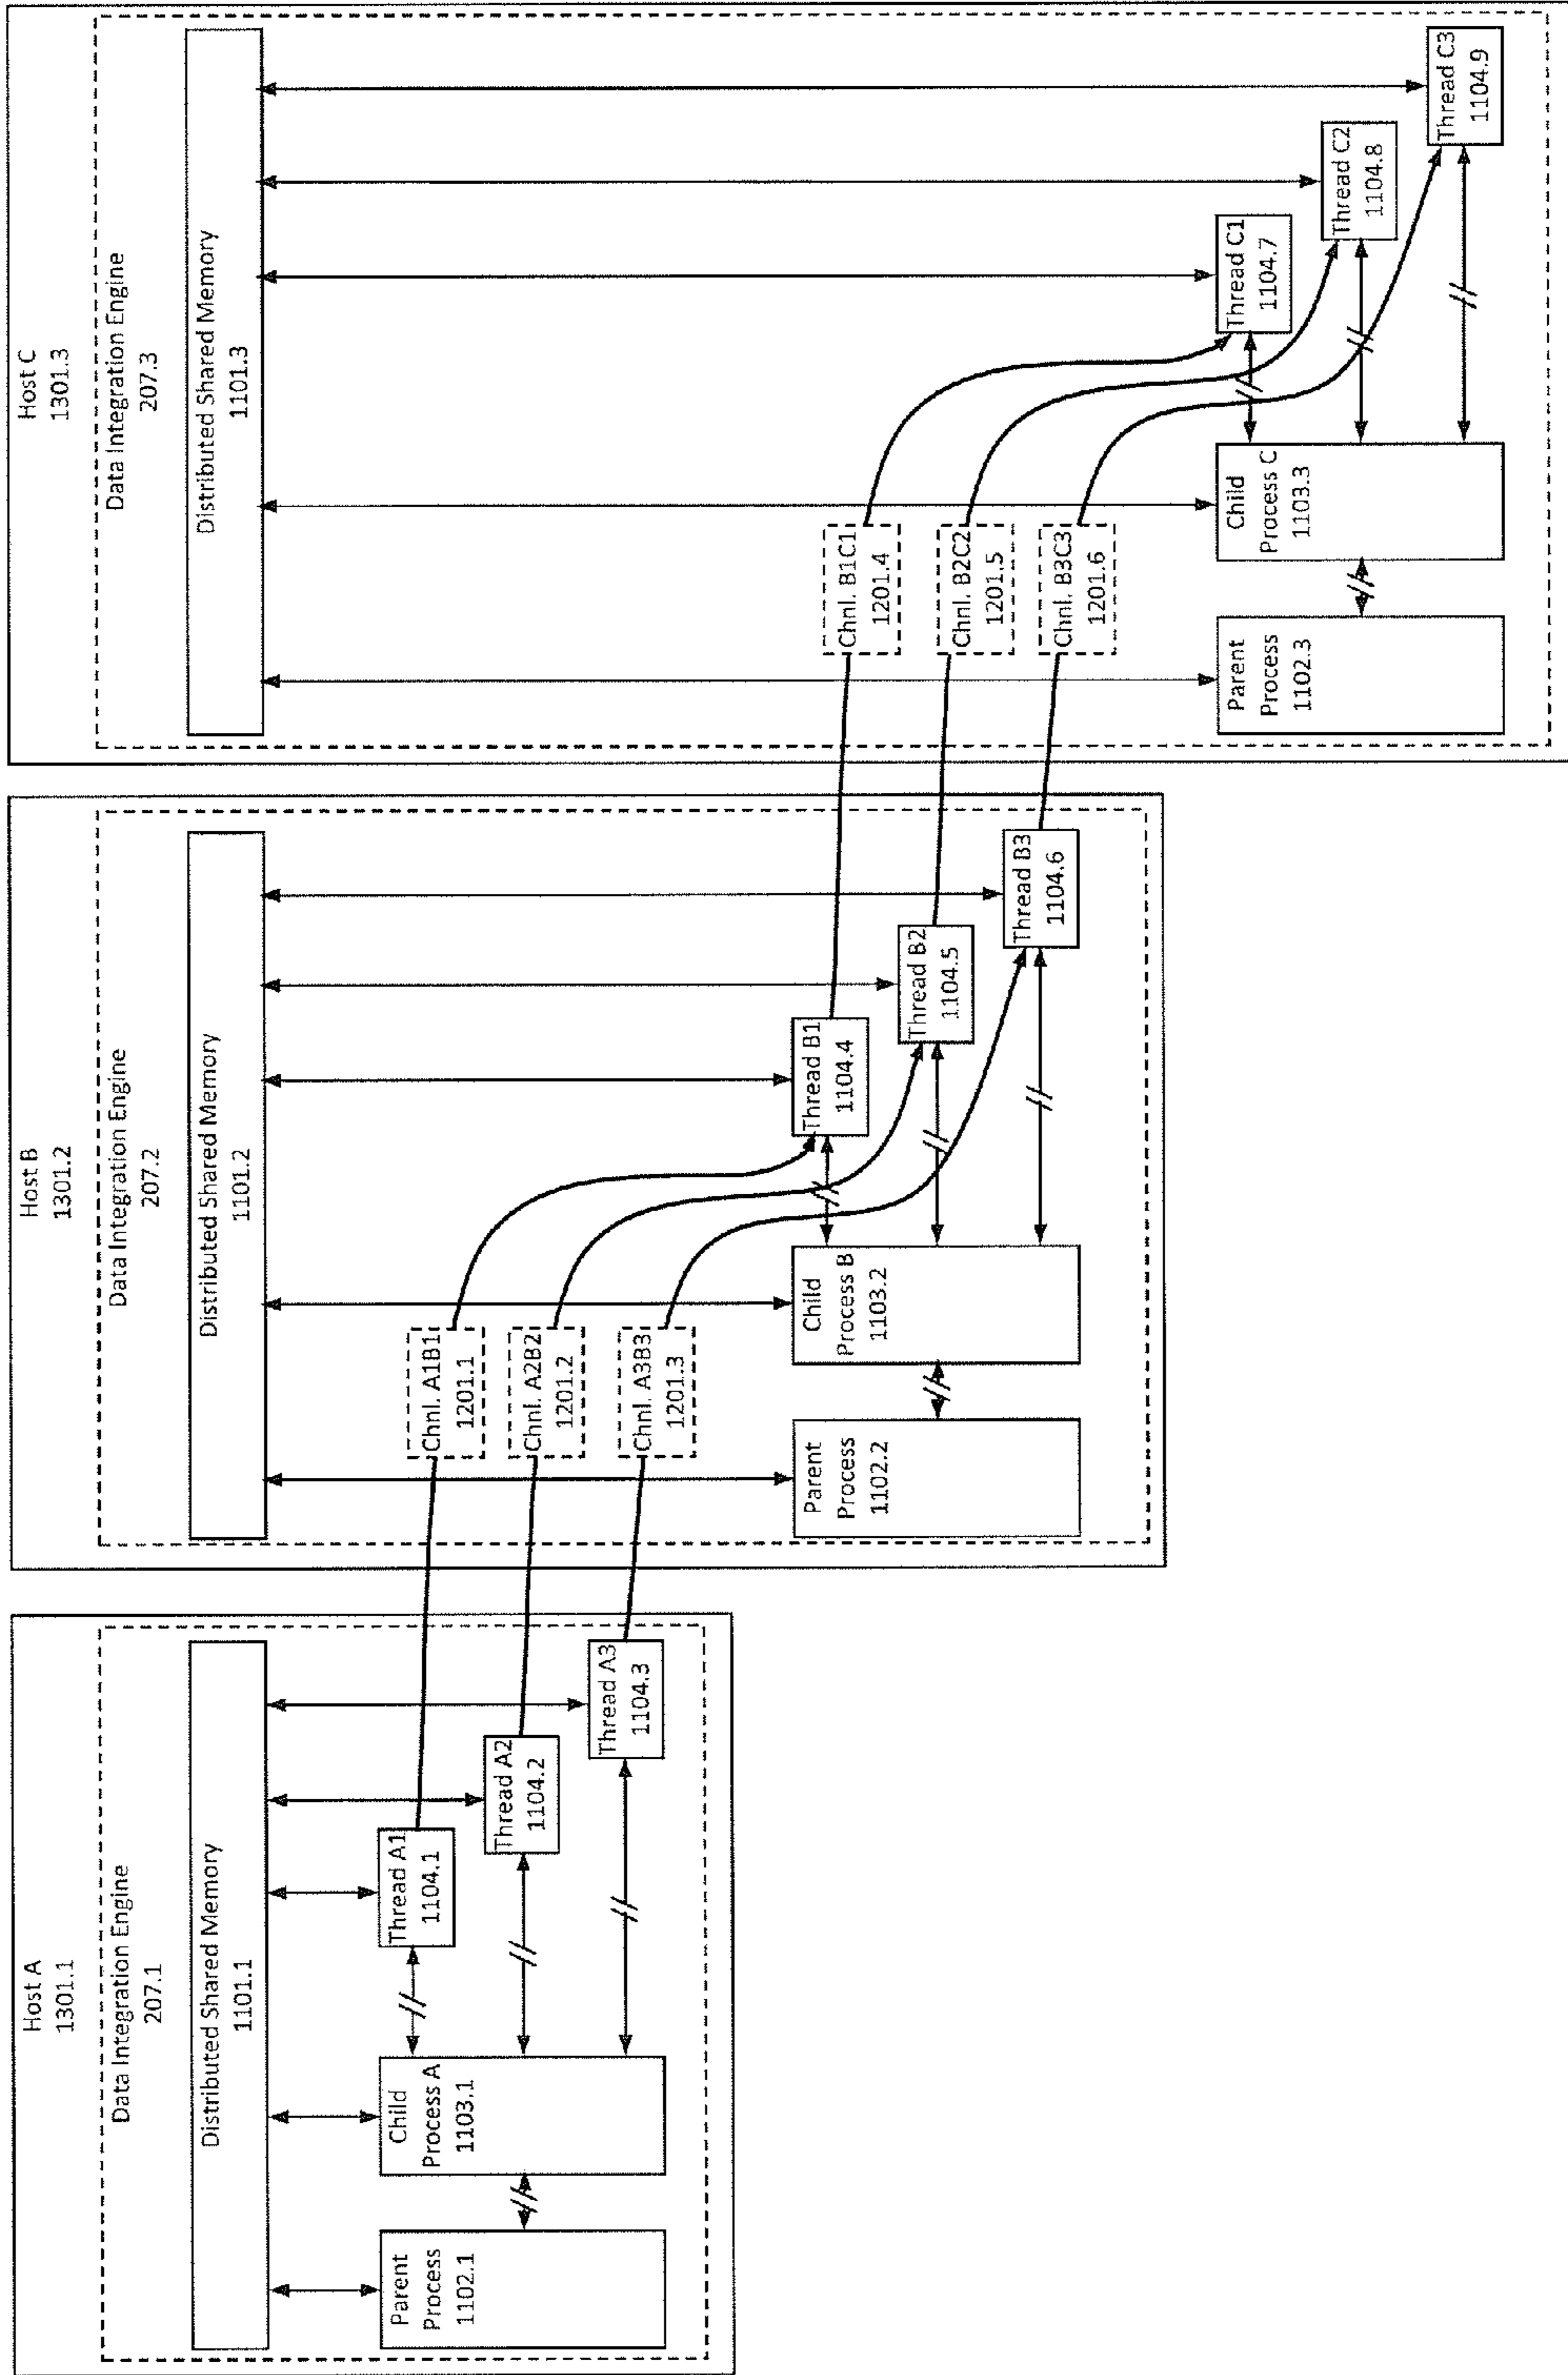 Host A
1301.1
Data Integration Engine
207.1
Distributed Shared Memory
1101.1
Parent
Process
1102.1
Child
Process A
1103.1
Thread A1
1104.1
Thread A2
1104.2
Thread A3
1104.3
Host B
1301.2
Data Integration Engine
207.2
Distributed Shared Memory
1101.2
Chnl. A1B1
1201.1
Chnl. A2B2
1201.2
Chnl. A3B3
1201.3
Parent
Process
1102.2
Child
Process B
1103.2
Thread B1
1104.4
Thread B2
1104.5
Thread B3
1104.6
Host C
1301.3
Data Integration Engine
207.3
Distributed Shared Memory
1101.3
Chnl. B1C1
1201.4
Chnl. B2C2
1201.5
Chnl. B3C3
1201.6
Parent
Process
1102.3
Child
Process C
1103.3
Thread C1
1104.7
Thread C2
1104.8
Thread C3
1104.9